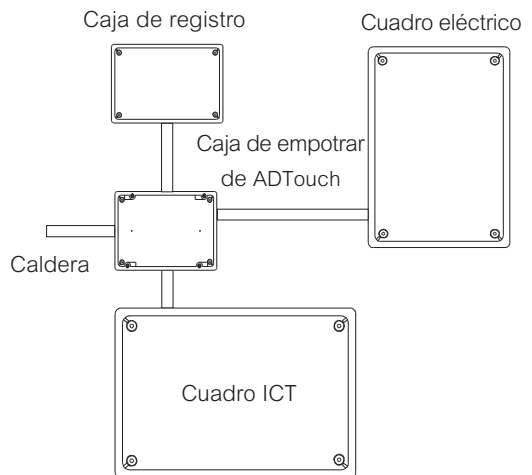 Caja de registro
Cuadro eléctrico
Caja de empotrar
de ADTouch
Caldera
Cuadro ICT